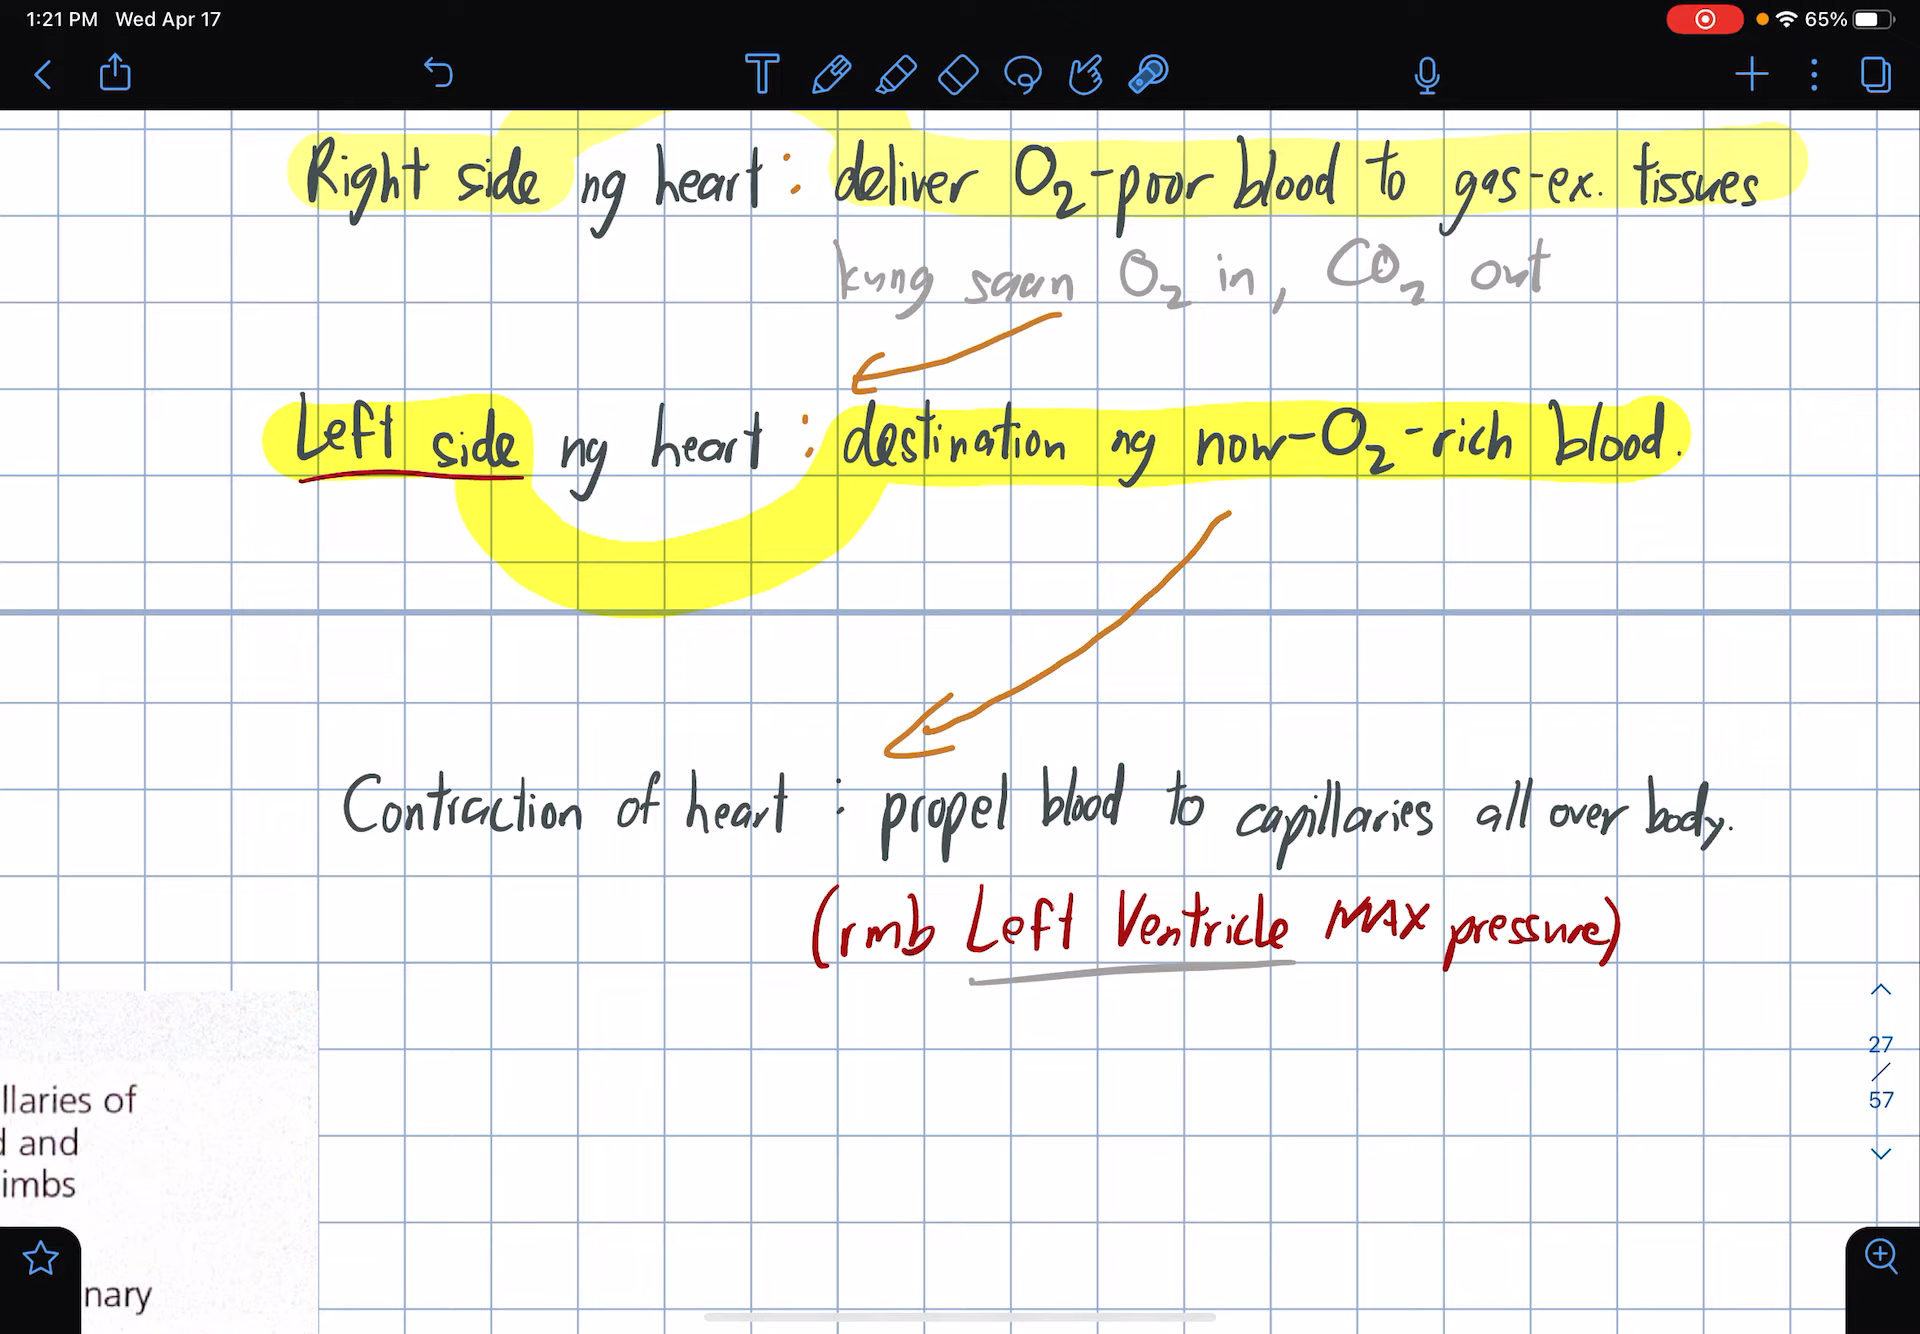 1:21 PM Wed Apr 17
65%
Right side ng heart : deliver O₂-poor blood to gas-ex. tissues
kung saan O₂ in, CO₂ out
Left side ng heart : destination ng now-O₂-rich blood.
Contraction of heart : propel blood to capillaries all over body.
(rmb Left Ventricle MAX pressure)
27
/
57
llaries of
d and
imbs
nary